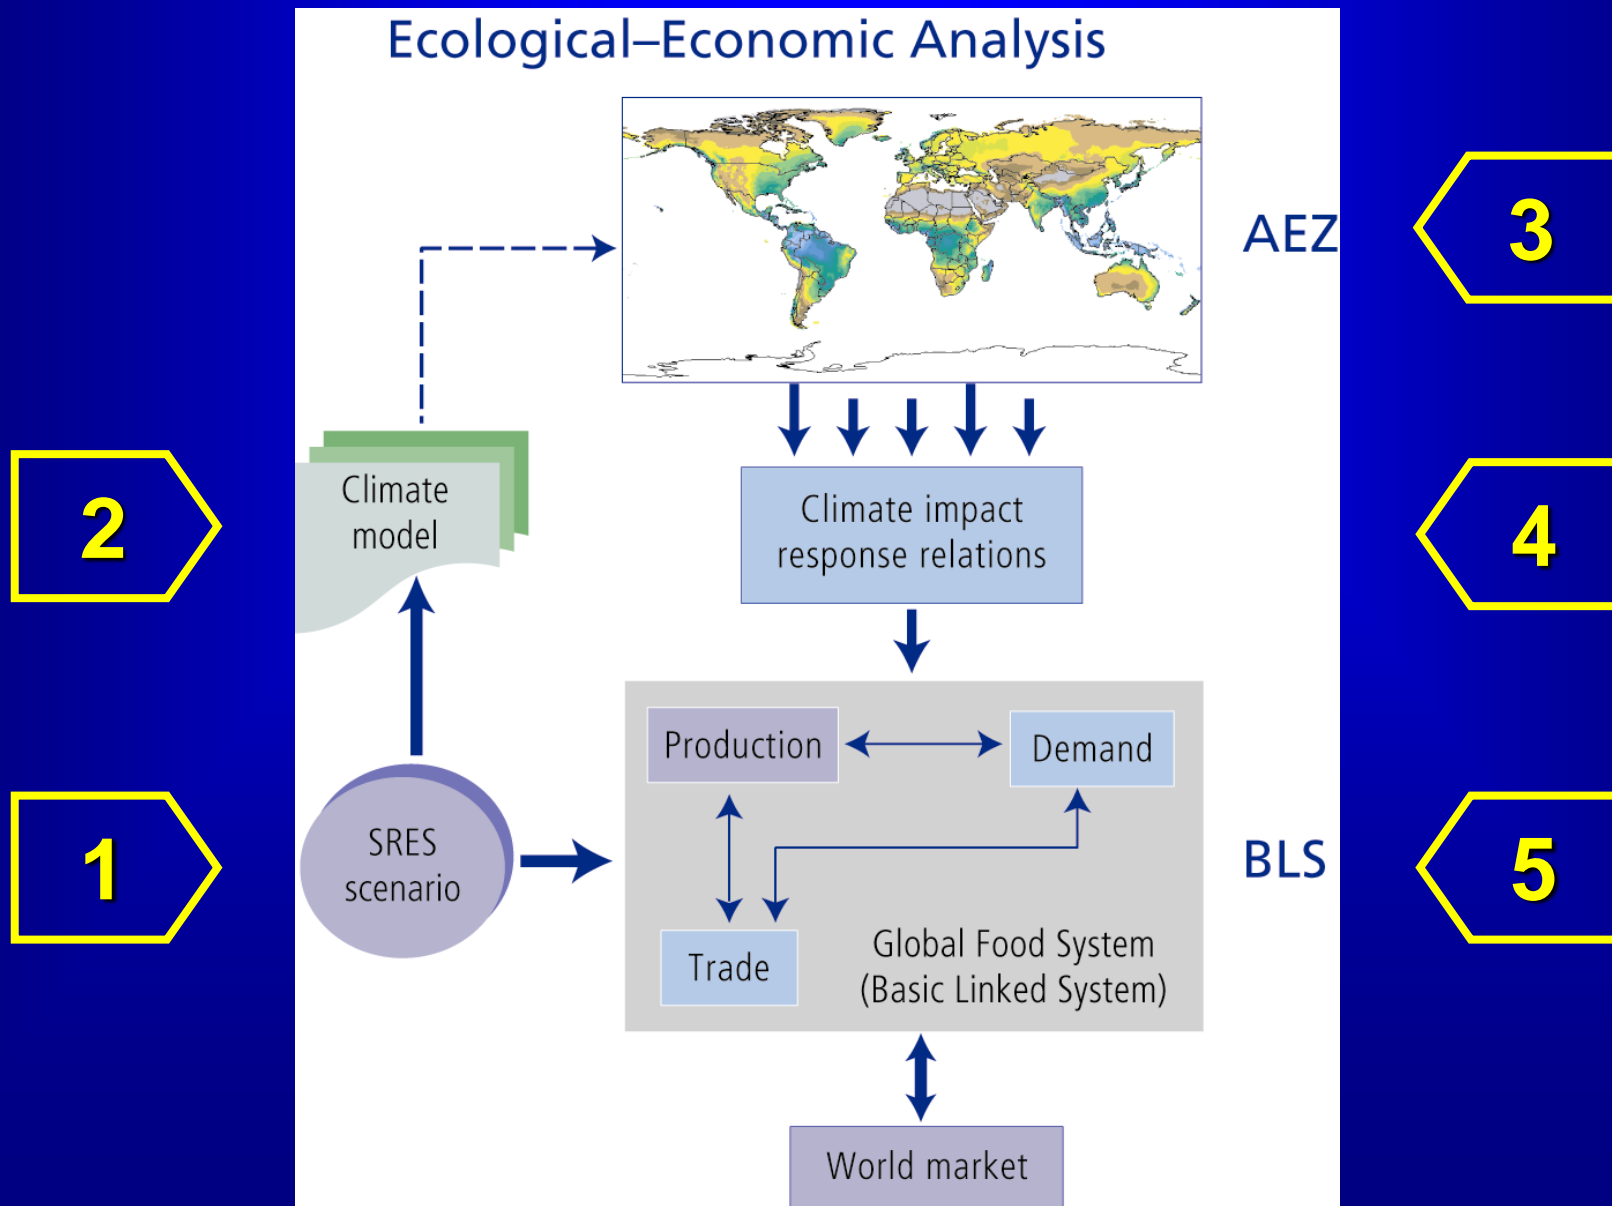 Ecological–Economic Analysis
AEZ
3
Climate
model
2
Climate impact
response relations
4
Production
Demand
SRES
scenario
1
BLS
5
Trade
Global Food System
(Basic Linked System)
World market